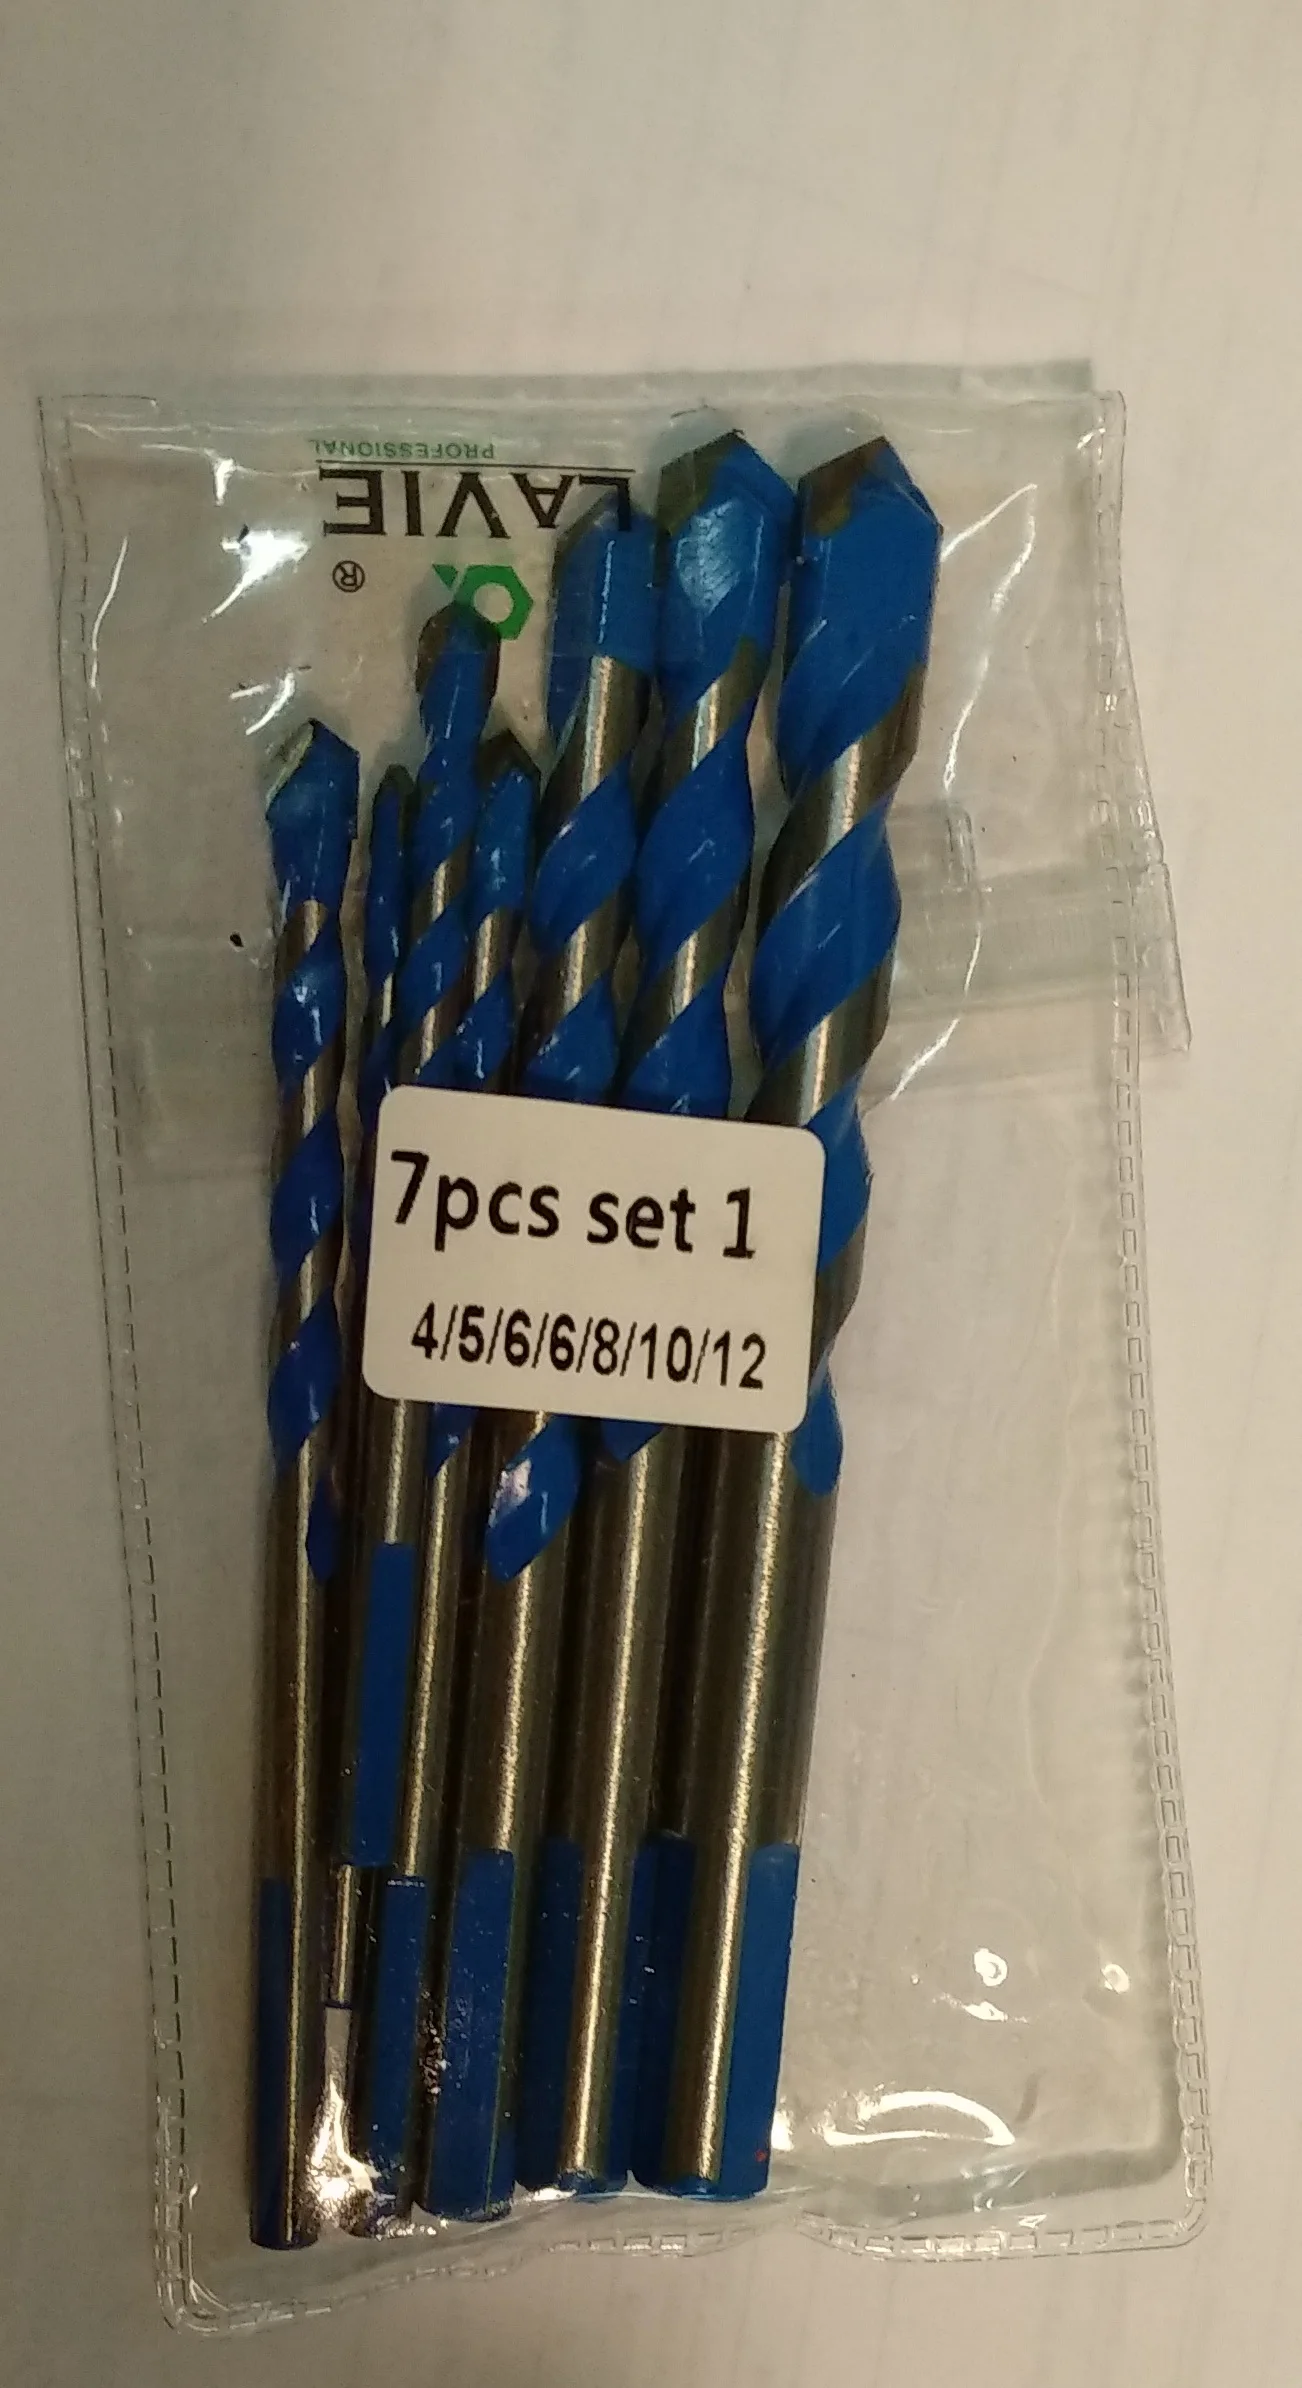 LAVIE
®
PROFESSIONAL
7pcs set 1
4/5/6/6/8/10/12